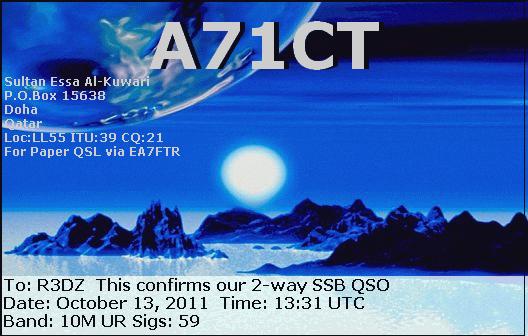 A71CT
Sultan Essa Al-Kuwari
P.O.Box 15638
Doha
Qatar
Loc:LL55 ITU:39 CQ:21
For Paper QSL via EA7FTR
To: R3DZ This confirms our 2-way SSB QSO
Date: October 13, 2011 Time: 13:31 UTC
Band: 10M UR Sigs: 59